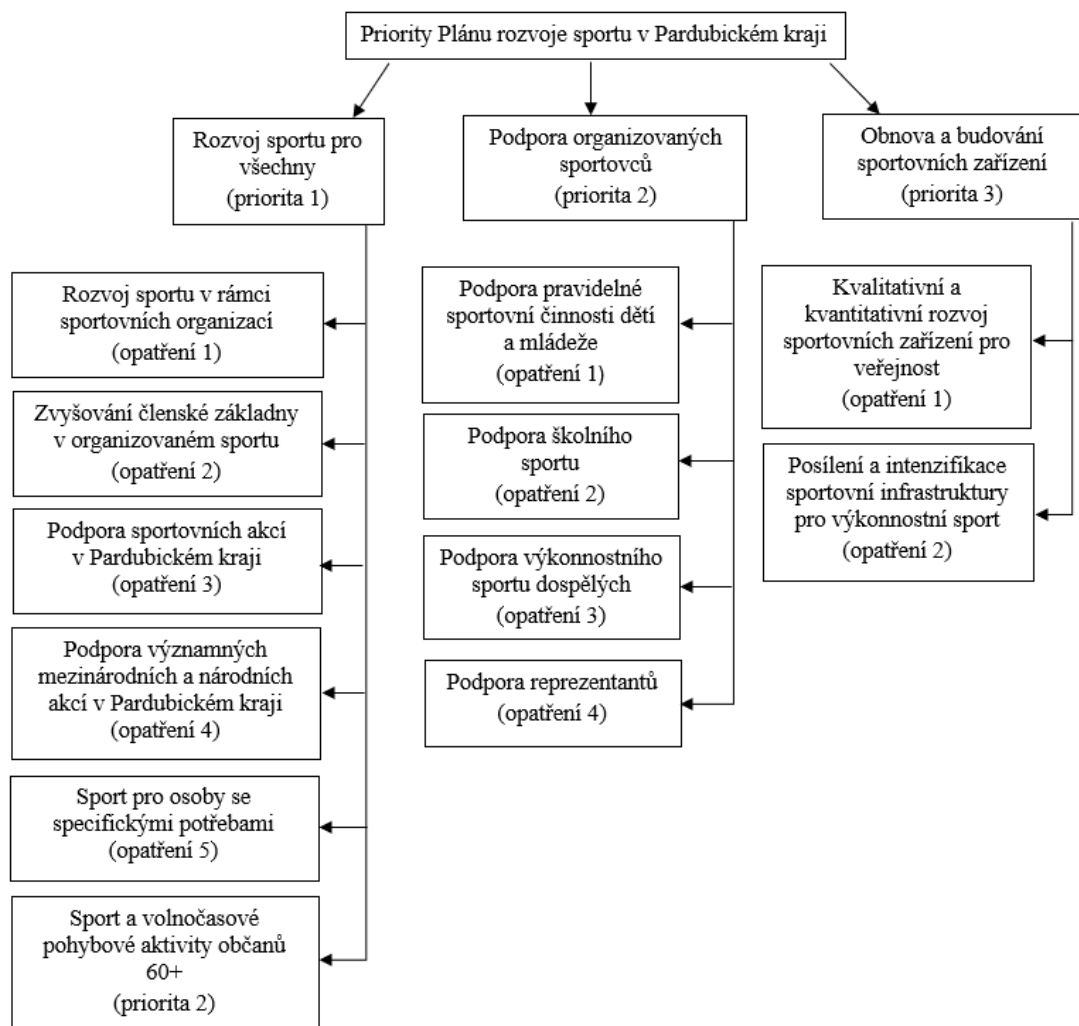 Priority Plánu rozvoje sportu v Pardubickém kraji
Rozvoj sportu pro
všechny
(priorita 1)
Podpora organizovaných
sportovců
(priorita 2)
Obnova a budování
sportovních zařízení
(priorita 3)
Rozvoj sportu v rámci
sportovních organizací
(opatření 1)
Zvyšování členské základny
v organizovaném sportu
(opatření 2)
Podpora sportovních akcí
v Pardubickém kraji
(opatření 3)
Podpora významných
mezinárodních a národních
akcí v Pardubickém kraji
(opatření 4)
Sport pro osoby se
specifickými potřebami
(opatření 5)
Sport a volnočasové
pohybové aktivity občanů
60+
(priorita 2)
Podpora pravidelné
sportovní činnosti dětí
a mládeže
(opatření 1)
Podpora školního
sportu
(opatření 2)
Podpora výkonnostního
sportu dospělých
(opatření 3)
Podpora reprezentantů
(opatření 4)
Kvalitativní a
kvantitativní rozvoj
sportovních zařízení pro
veřejnost
(opatření 1)
Posílení a intenzifikace
sportovní infrastruktury
pro výkonnostní sport
(opatření 2)